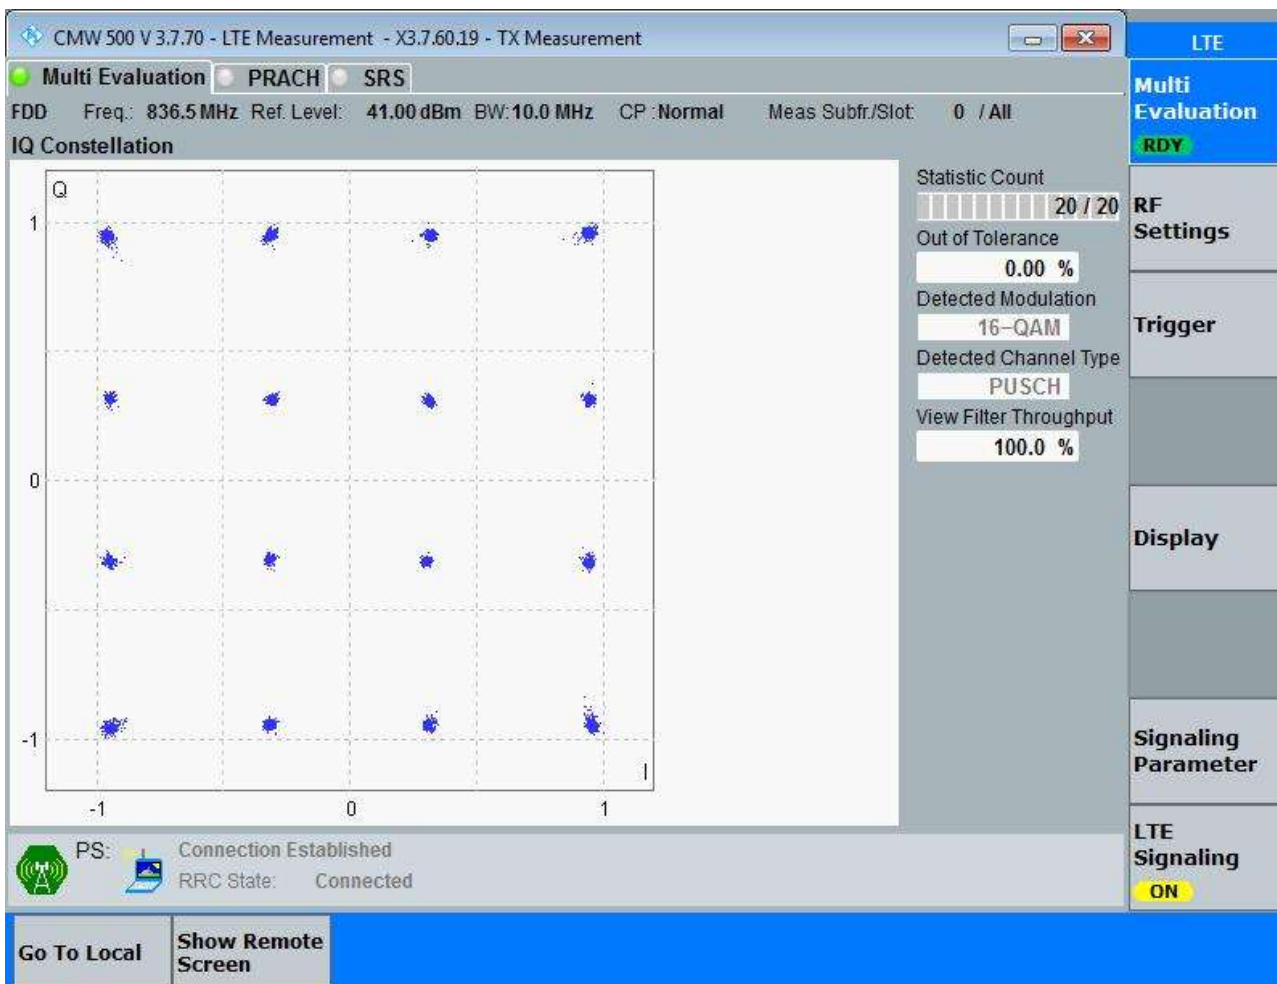 CMW 500 V 3.7.70 - LTE Measurement - X3.7.60.19 - TX Measurement
LTE
Multi Evaluation PRACH SRS
FDD Freq.: 836.5 MHz Ref. Level: 41.00 dBm BW: 10.0 MHz CP : Normal Meas Subfr./Slot: 0 / All
IQ Constellation
Q
1
0
-1
I
-1 0 1
Statistic Count
20 / 20
Out of Tolerance
0.00 %
Detected Modulation
16-QAM
Detected Channel Type
PUSCH
View Filter Throughput
100.0 %
Multi
Evaluation
RDY
RF
Settings
Trigger
Display
Signaling
Parameter
LTE
Signaling
ON
PS: Connection Established
RRC State: Connected
Go To Local
Show Remote
Screen